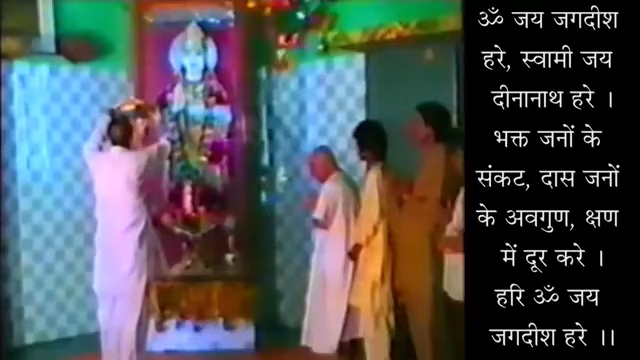 ॐ जय जगदीश
हरे, स्वामी जय
दीनानाथ हरे ।
भक्त जनों के
संकट, दास जनों
के अवगुण, क्षण
में दूर करे ।
हरि ॐ जय
जगदीश हरे ।।